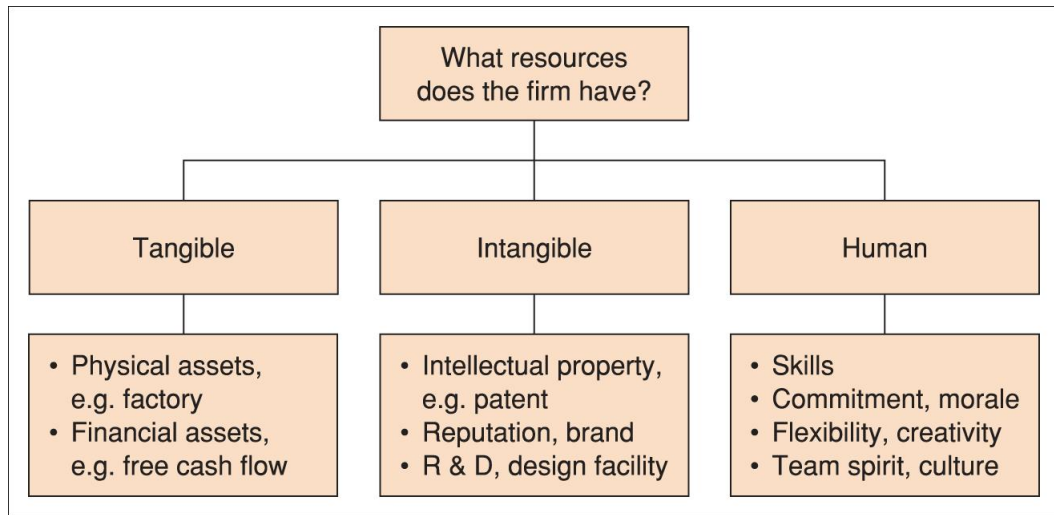 What resources
does the firm have?
Tangible
Intangible
Human
• Physical assets,
e.g. factory
• Financial assets,
e.g. free cash flow
• Intellectual property,
e.g. patent
• Reputation, brand
• R & D, design facility
• Skills
• Commitment, morale
• Flexibility, creativity
• Team spirit, culture